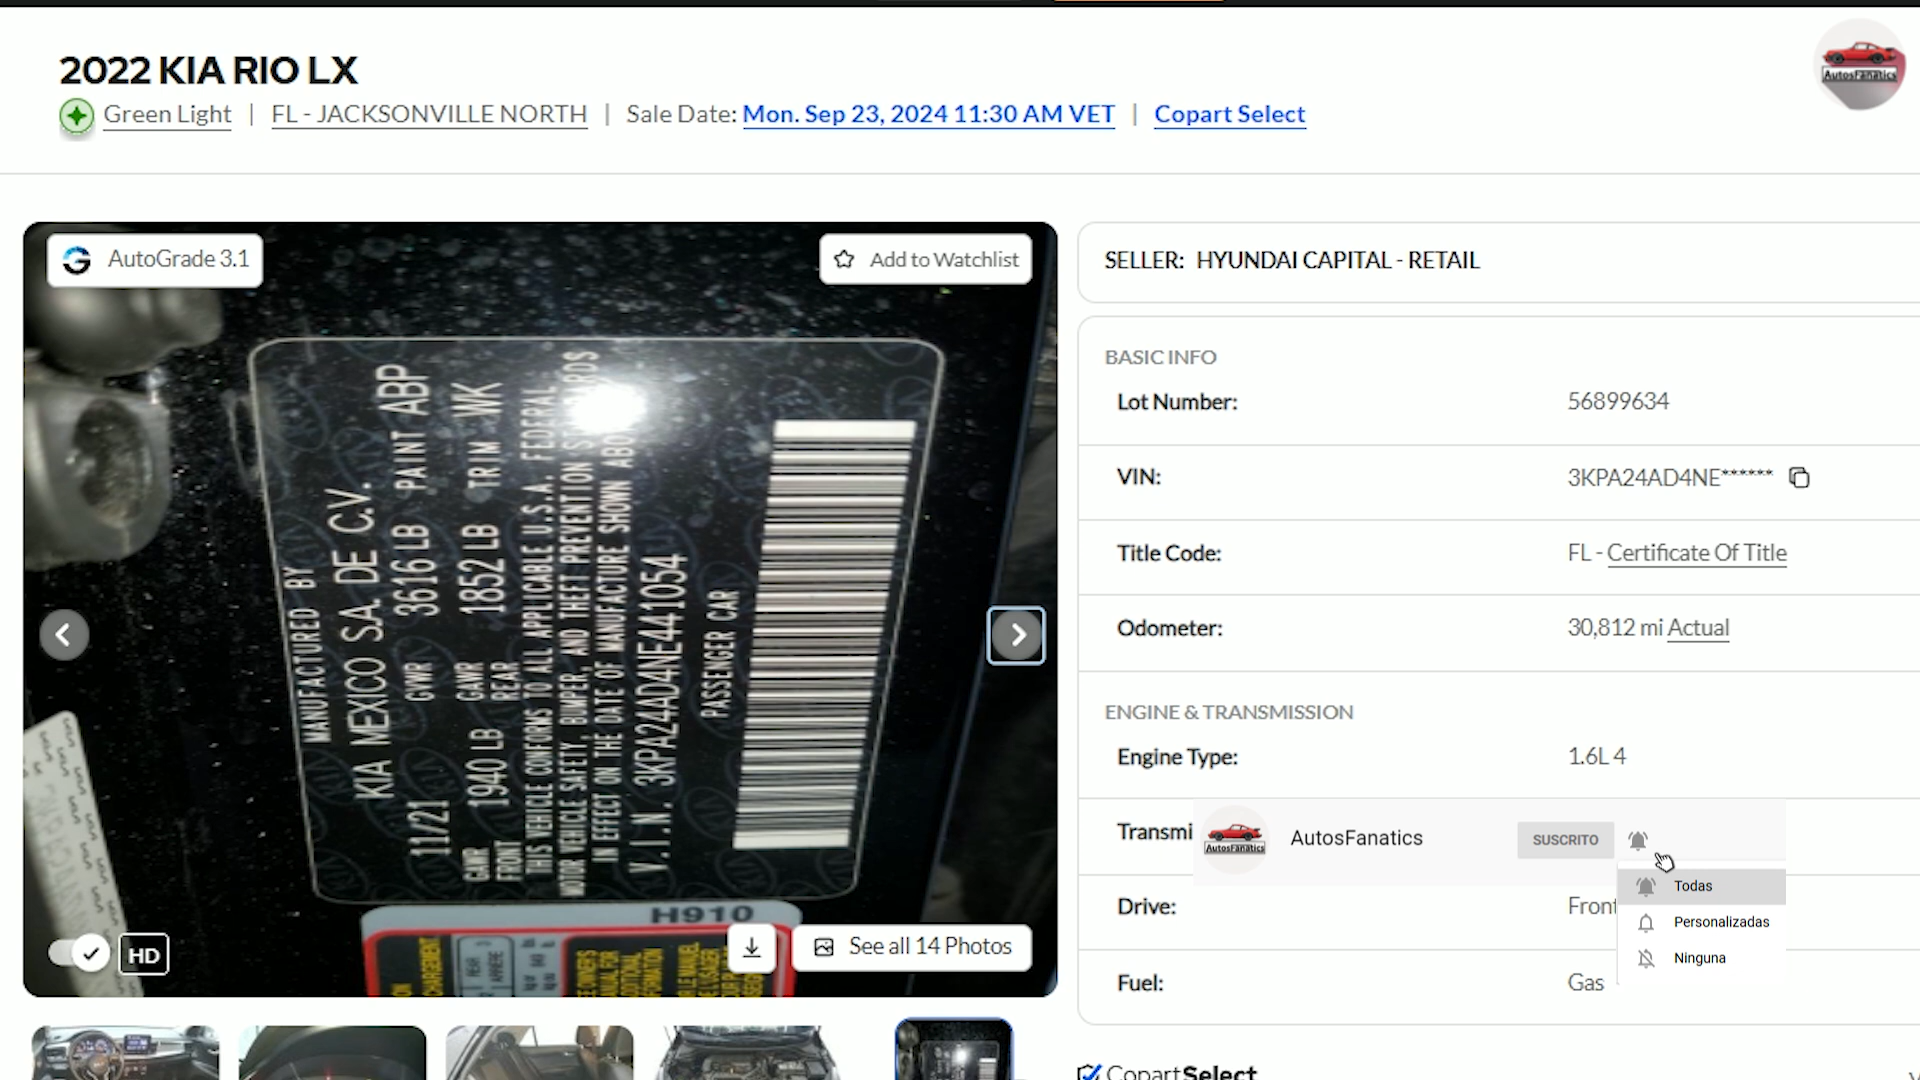 2022 KIA RIO LX
Green Light | FL - JACKSONVILLE NORTH | Sale Date: Mon. Sep 23, 2024 11:30 AM VET | Copart Select
AutosFanatics
AutoGrade 3.1
Add to Watchlist
MANUFACTURED BY
KIA MEXICO S.A. DE C.V.
11/21 GVWR 3616 LB PAINT ABP
GAWR FRONT 1940 LB GAWR REAR 1852 LB TRIM WK
THIS VEHICLE CONFORMS TO ALL APPLICABLE U.S.A. FEDERAL
MOTOR VEHICLE SAFETY, BUMPER, AND THEFT PREVENTION
IN EFFECT ON THE DATE OF MANUFACTURE SHOWN
V.I.N. 3KPA24AD4NE441054
PASSENGER CAR
H910
HD
See all 14 Photos
SELLER: HYUNDAI CAPITAL - RETAIL
BASIC INFO
Lot Number: 56899634
VIN: 3KPA24AD4NE******
Title Code: FL - Certificate Of Title
Odometer: 30,812 mi Actual
ENGINE & TRANSMISSION
Engine Type: 1.6L 4
Transmi
AutosFanatics
AutosFanatics SUSCRITO
Todas
Personalizadas
Ninguna
Drive: Front
Fuel: Gas
CopartSelect